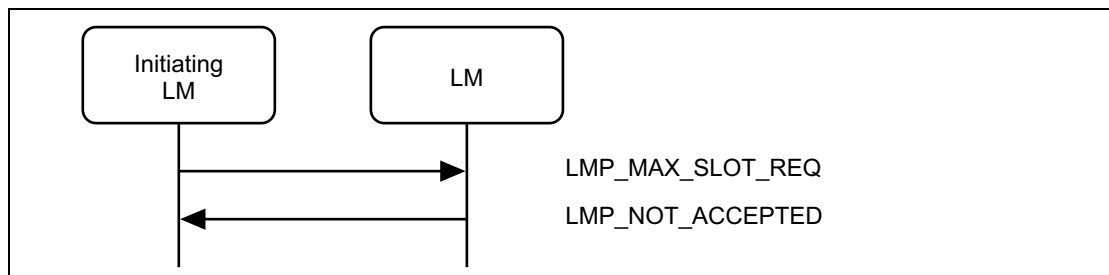 Initiating
LM
LM
LMP_MAX_SLOT_REQ
LMP_NOT_ACCEPTED